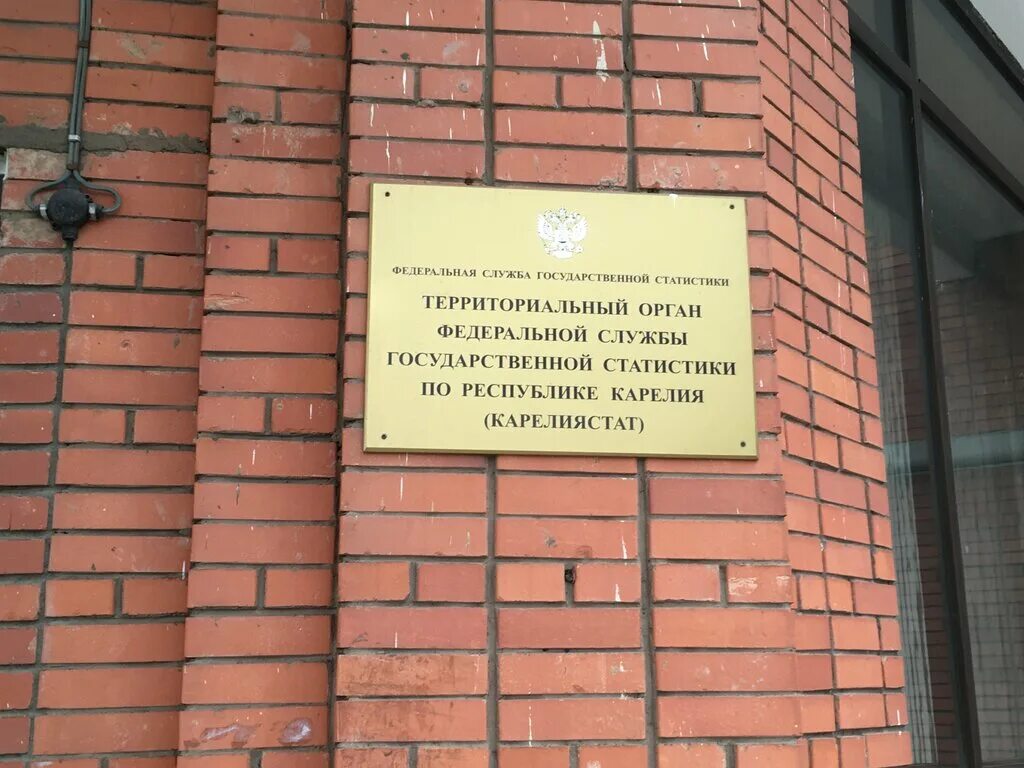 ФЕДЕРАЛЬНАЯ СЛУЖБА ГОСУДАРСТВЕННОЙ СТАТИСТИКИ
ТЕРРИТОРИАЛЬНЫЙ ОРГАН
ФЕДЕРАЛЬНОЙ СЛУЖБЫ
ГОСУДАРСТВЕННОЙ СТАТИСТИКИ
ПО РЕСПУБЛИКЕ КАРЕЛИЯ
(КАРЕЛИЯСТАТ)